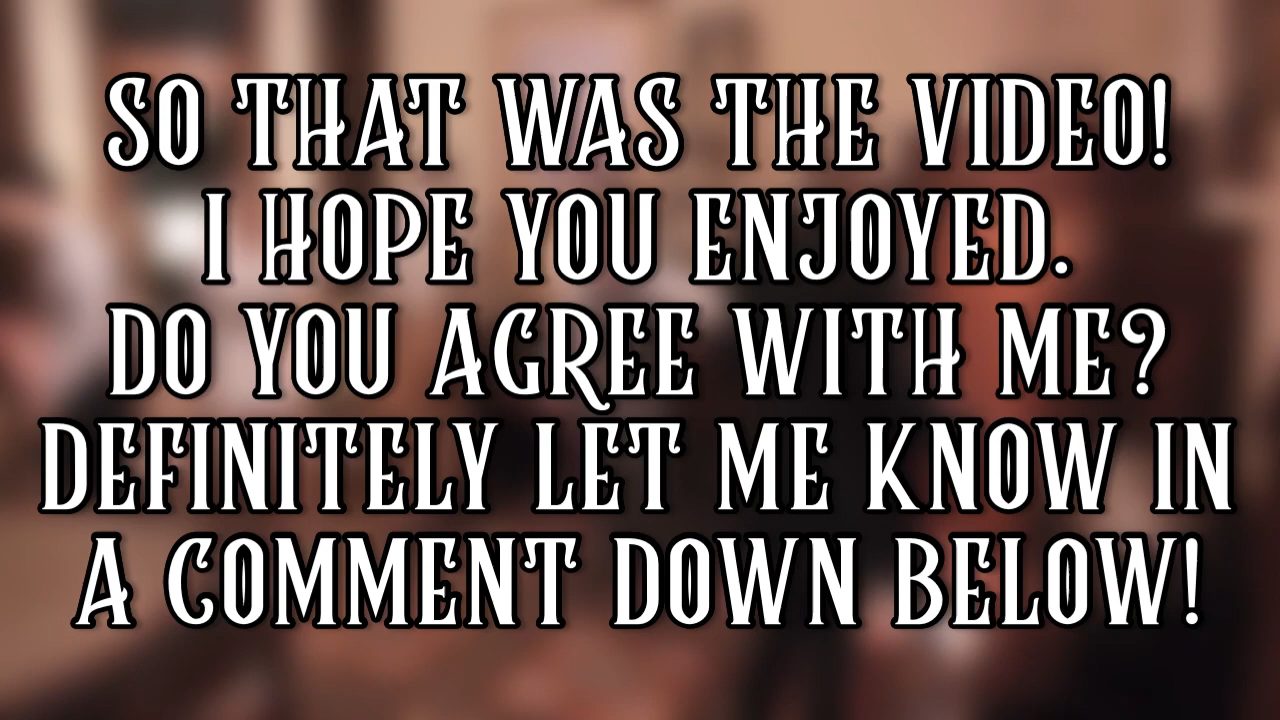 SO THAT WAS THE VIDEO!
I HOPE YOU ENJOYED.
DO YOU AGREE WITH ME?
DEFINITELY LET ME KNOW IN
A COMMENT DOWN BELOW!